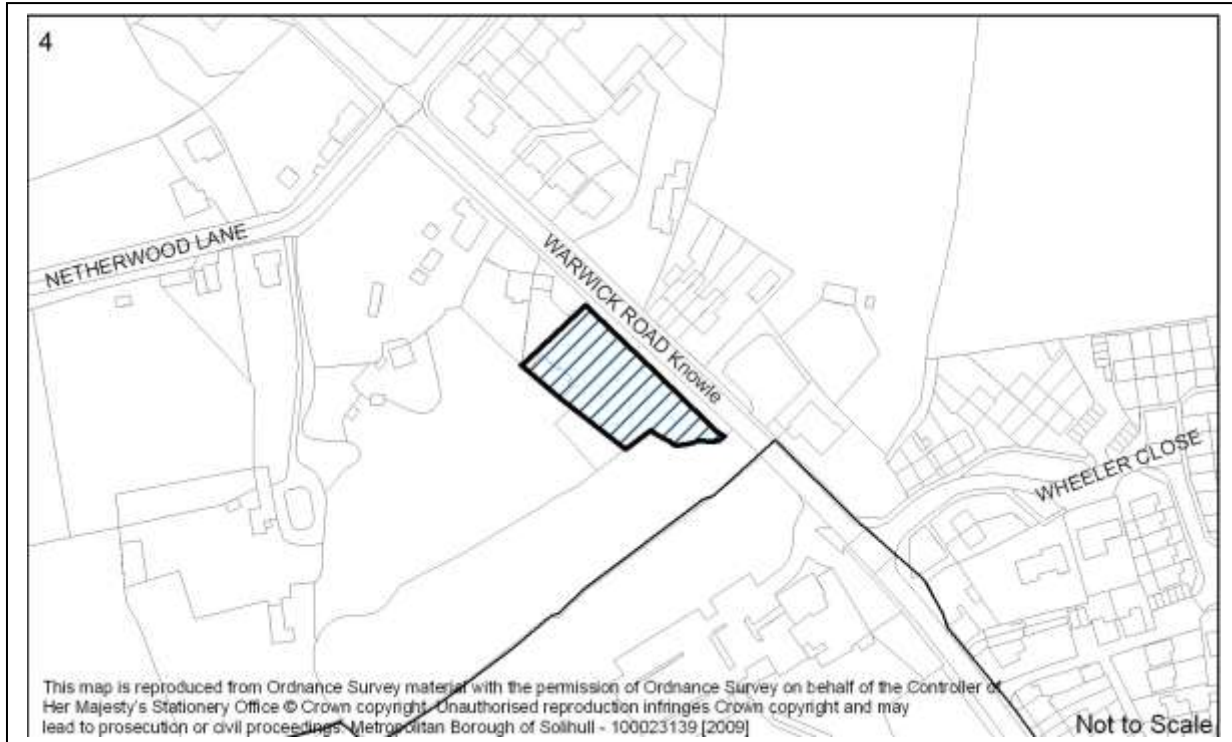 4
NETHERWOOD LANE
WARWICK ROAD Knowle
WHEELER CLOSE
This map is reproduced from Ordnance Survey material with the permission of Ordnance Survey on behalf of the Controller of
Her Majesty's Stationery Office © Crown copyright. Unauthorised reproduction infringes Crown copyright and may
lead to prosecution or civil proceedings. Metropolitan Borough of Solihull - 100023139 [2009]
Not to Scale